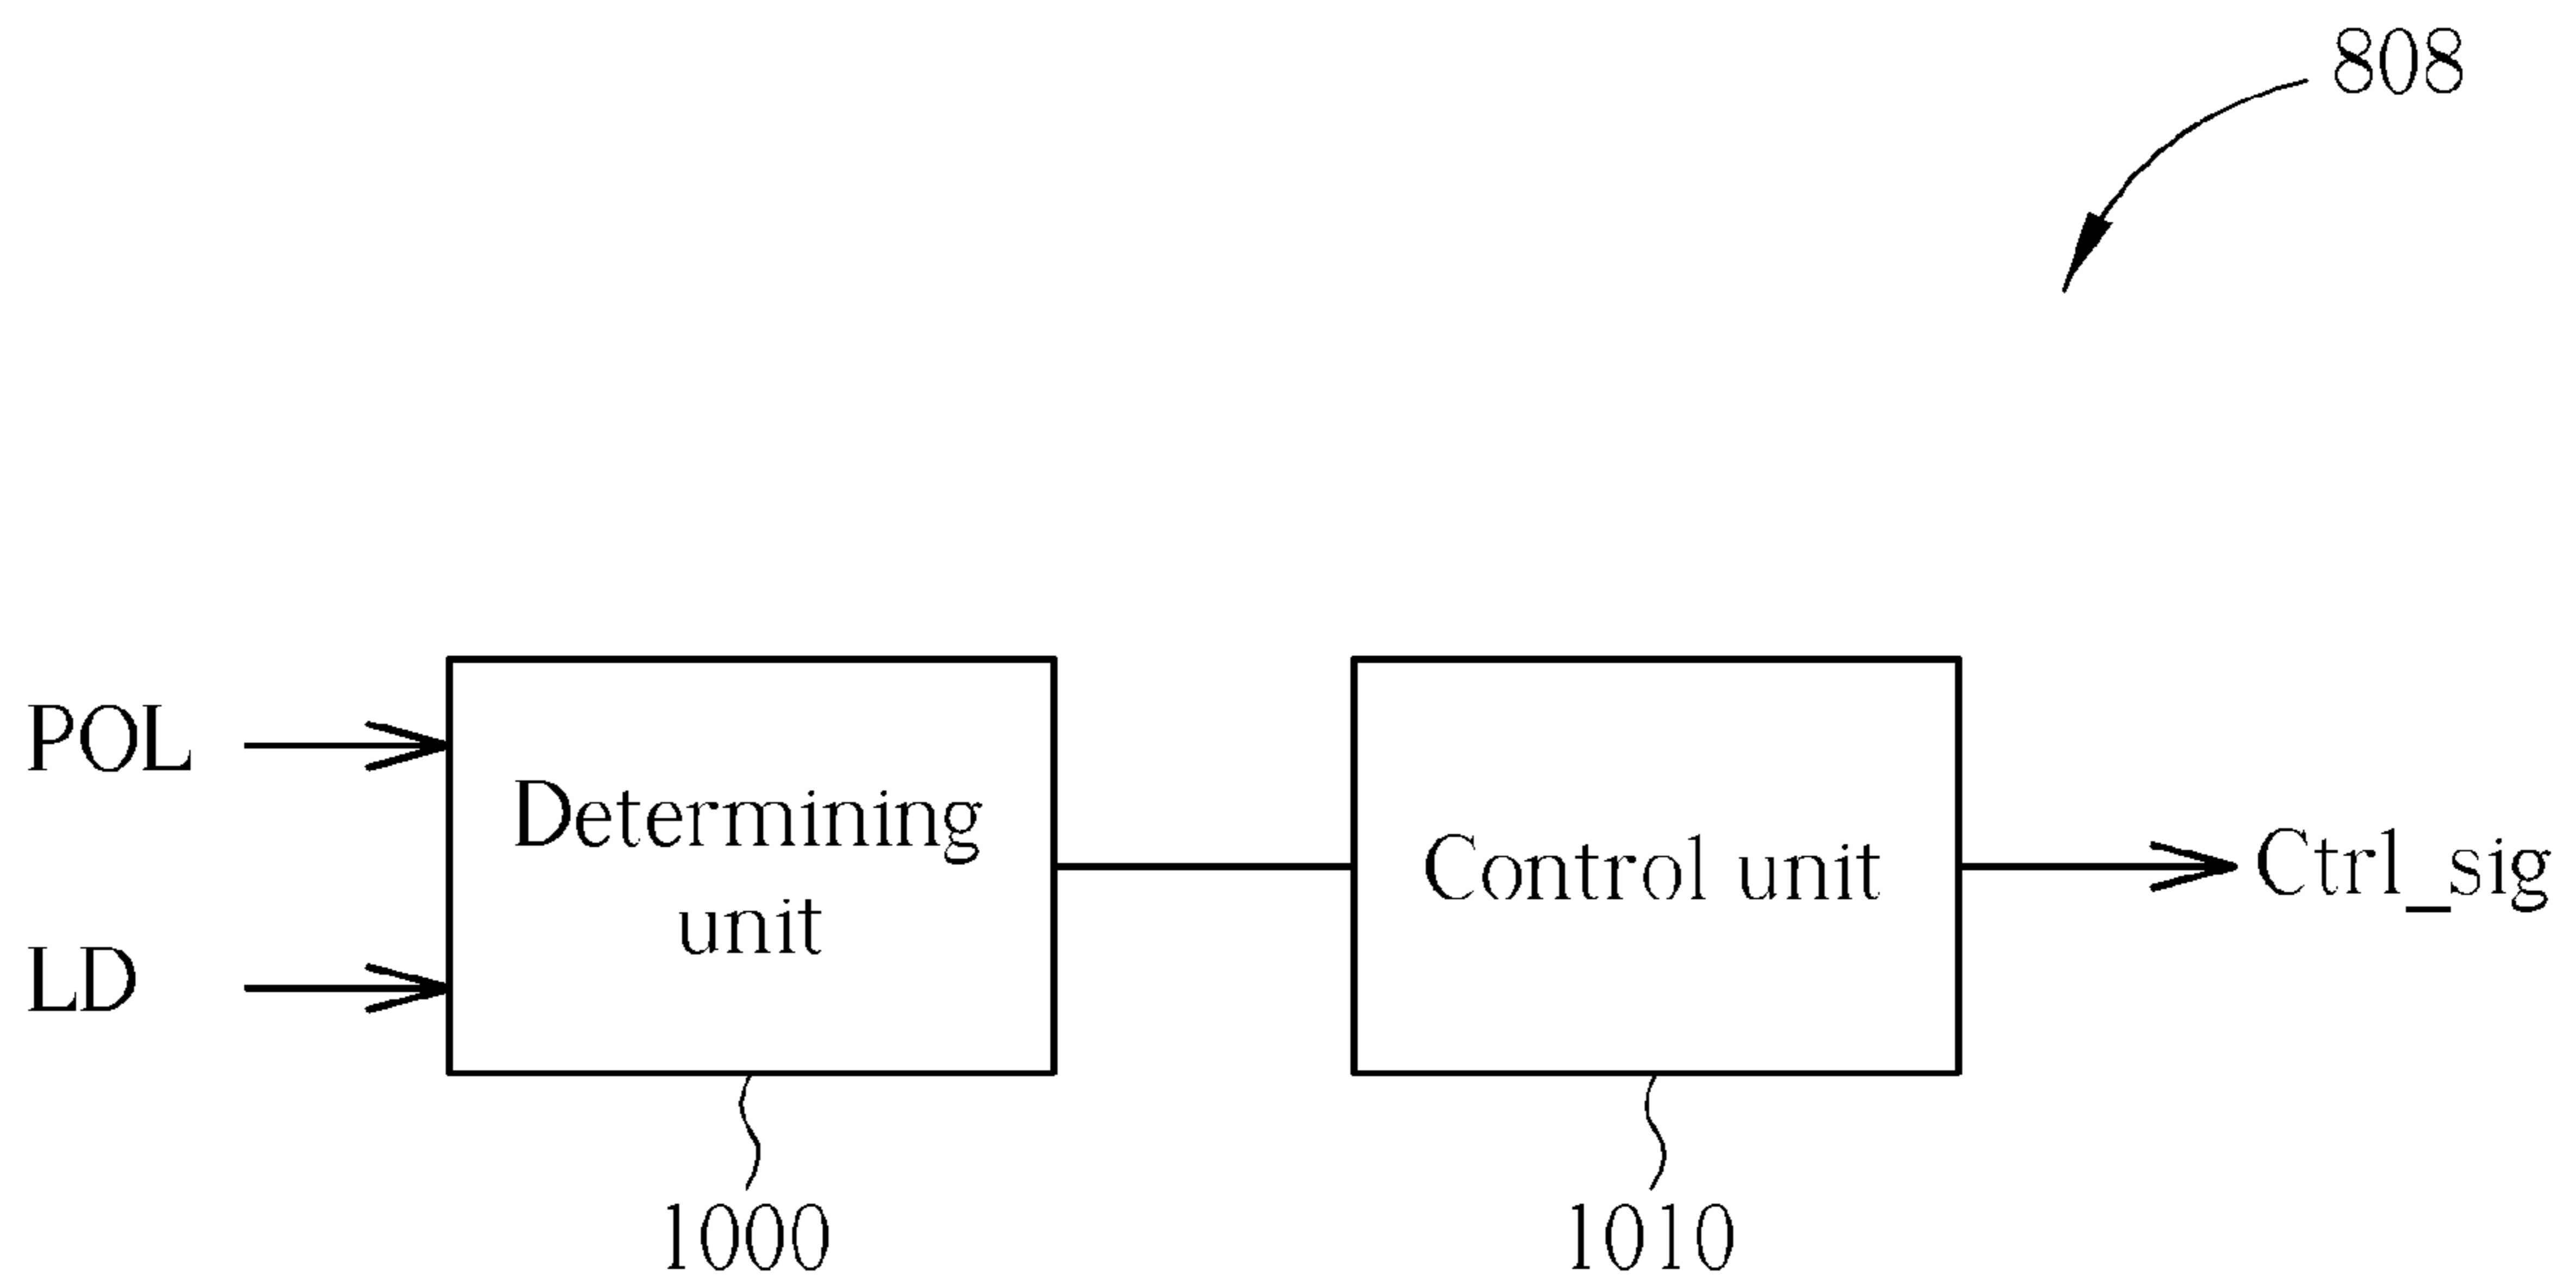 808
POL
LD
Determining
unit
Control unit
Ctrl_sig
1000
1010